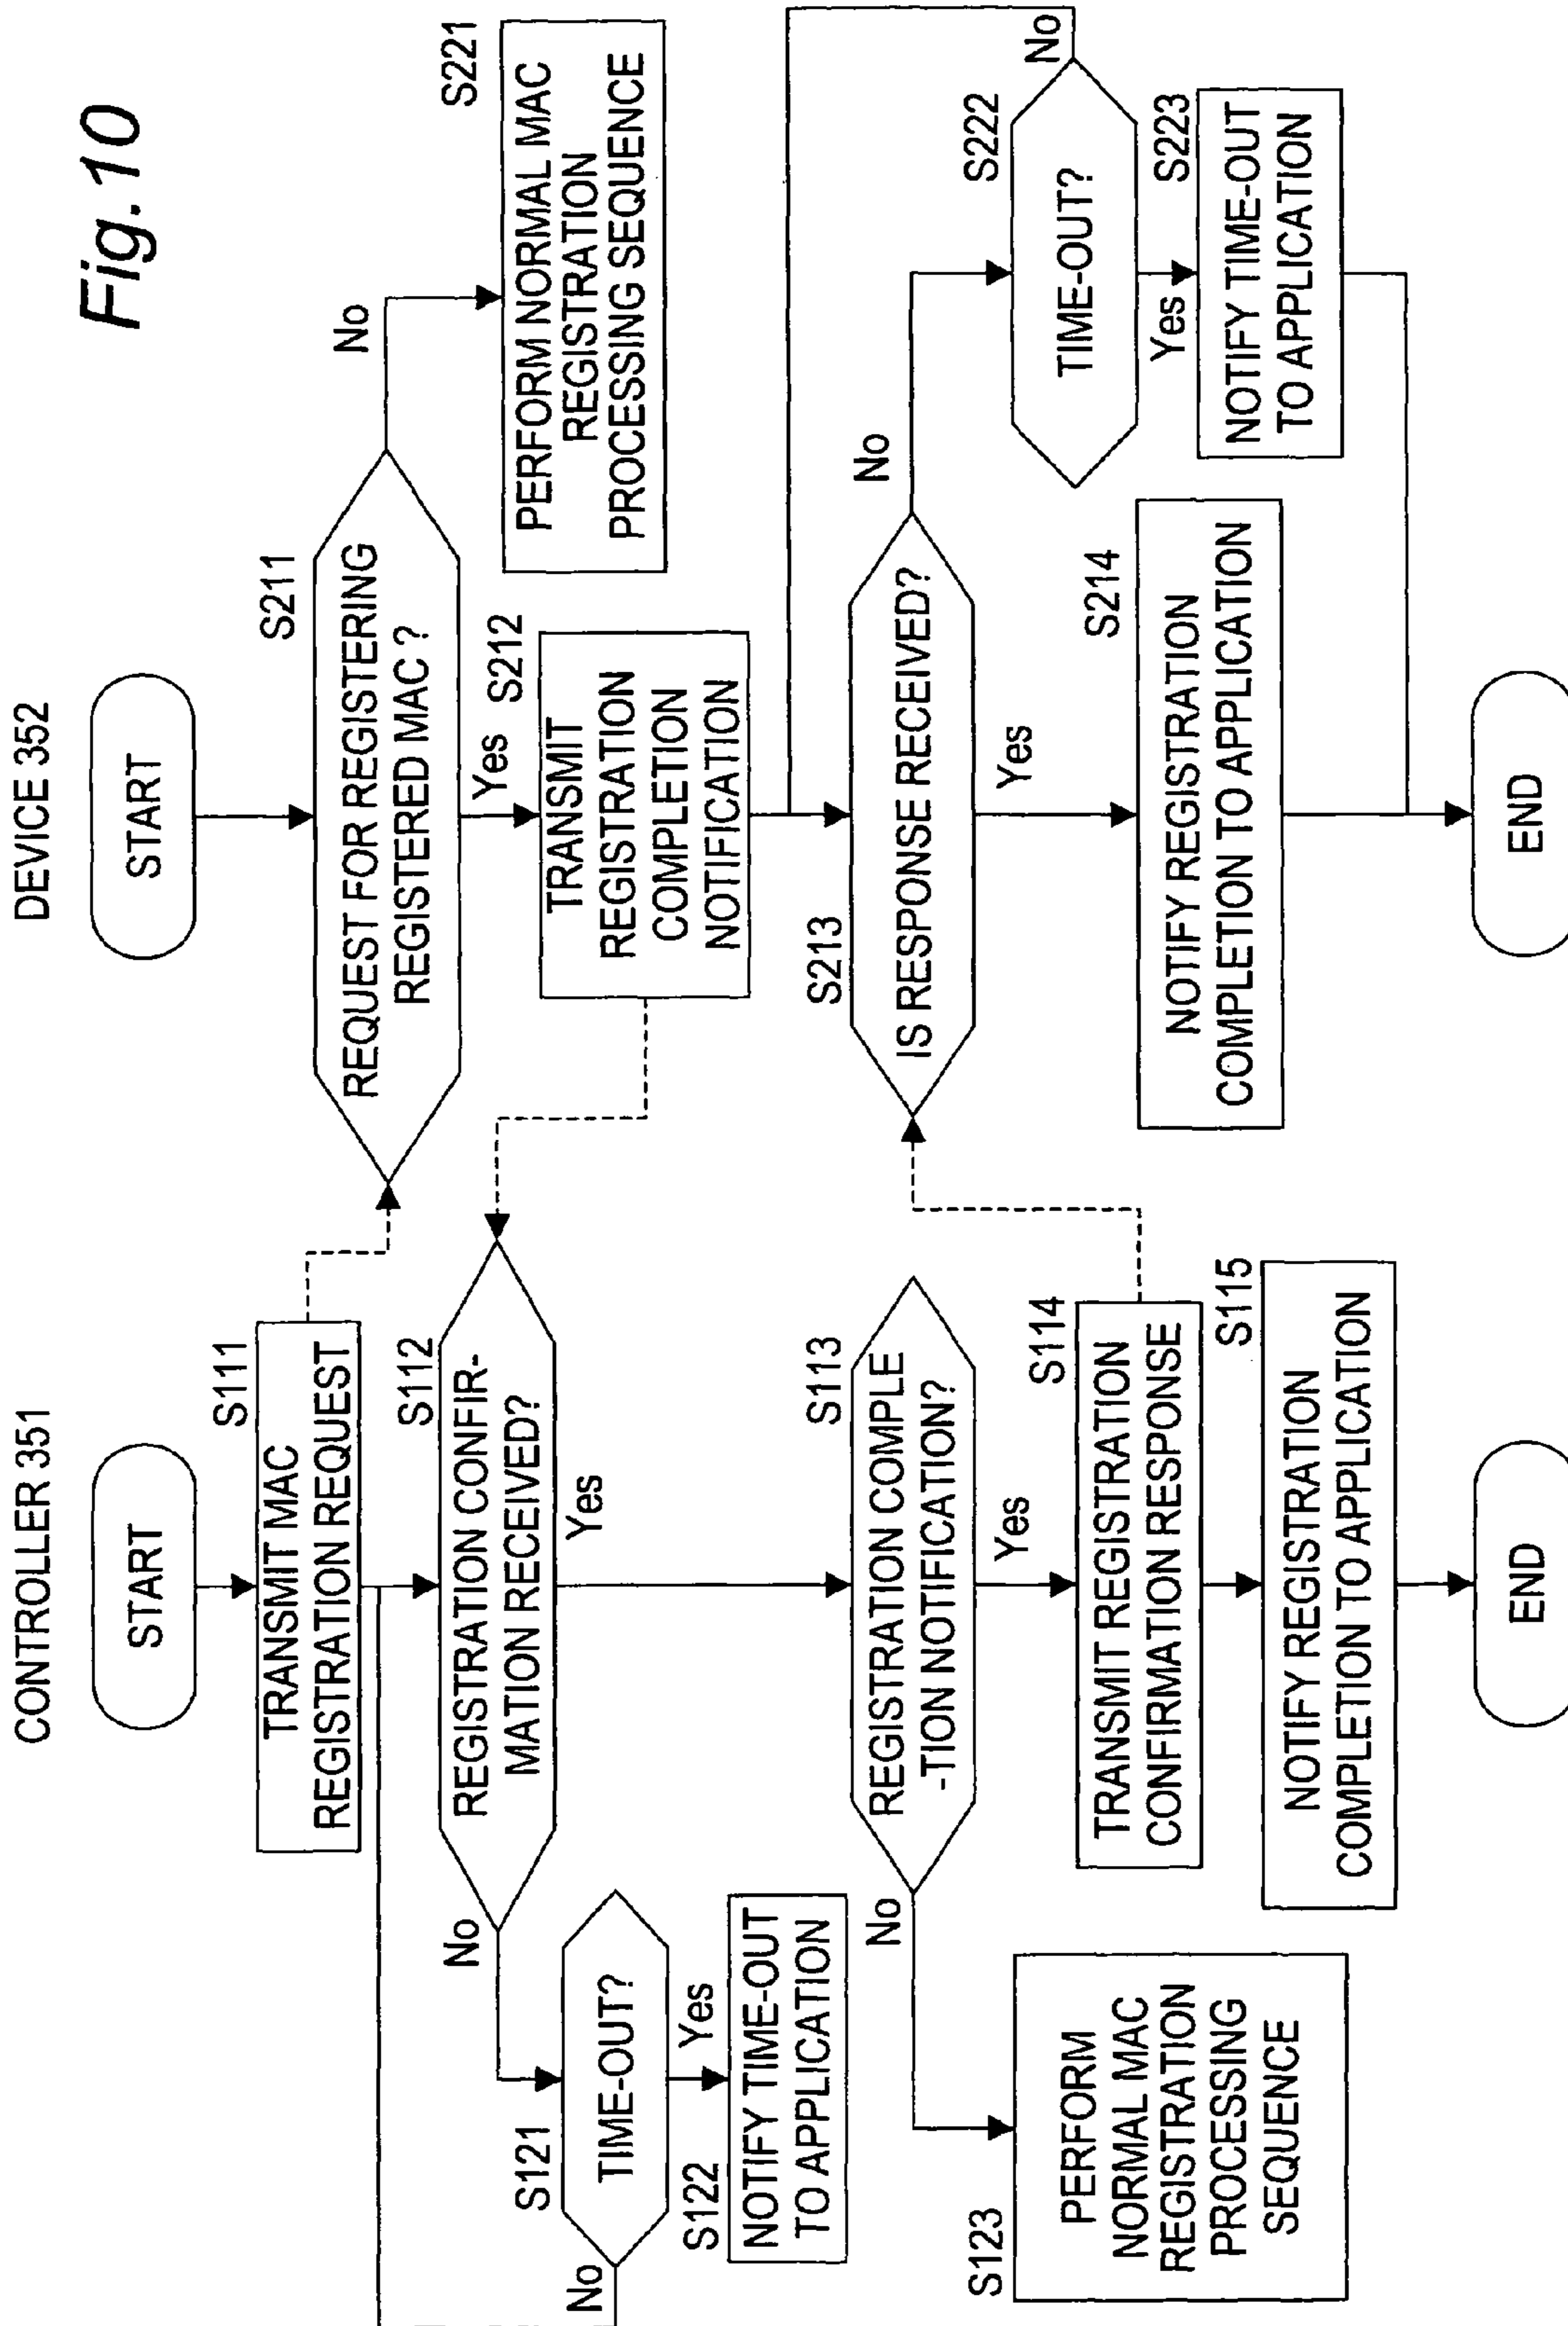 Fig.10
CONTROLLER 351
START
S111
TRANSMIT MAC
REGISTRATION REQUEST
S112
REGISTRATION CONFIR-
MATION RECEIVED?
No
Yes
S121
TIME-OUT?
No
Yes
S122
NOTIFY TIME-OUT
TO APPLICATION
S113
REGISTRATION COMPLE
-TION NOTIFICATION?
No
Yes
S123
PERFORM
NORMAL MAC
REGISTRATION
PROCESSING
SEQUENCE
S114
TRANSMIT REGISTRATION
CONFIRMATION RESPONSE
S115
NOTIFY REGISTRATION
COMPLETION TO APPLICATION
END
DEVICE 352
START
S211
REQUEST FOR REGISTERING
REGISTERED MAC ?
No
Yes
S221
PERFORM NORMAL MAC
REGISTRATION
PROCESSING SEQUENCE
S212
TRANSMIT
REGISTRATION
COMPLETION
NOTIFICATION
S213
IS RESPONSE RECEIVED?
No
Yes
S222
TIME-OUT?
No
Yes
S223
NOTIFY TIME-OUT
TO APPLICATION
S214
NOTIFY REGISTRATION
COMPLETION TO APPLICATION
END